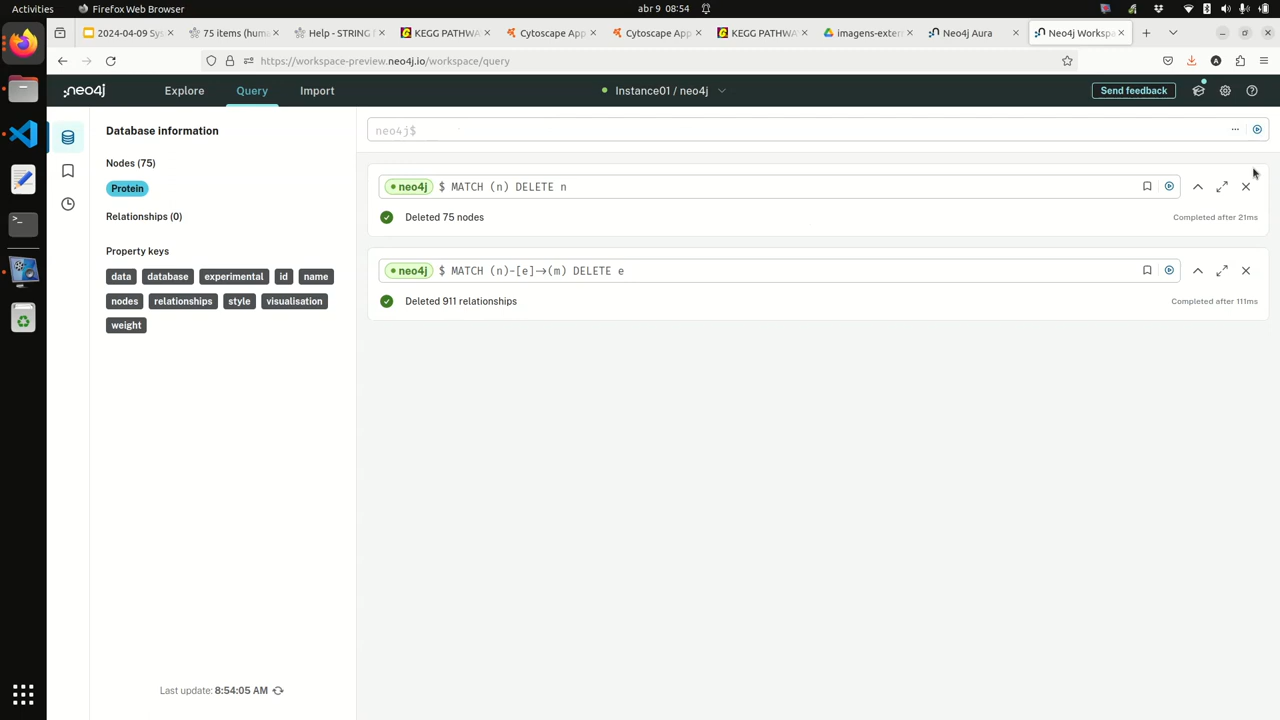 Activities
Firefox Web Browser
abr 9 08:54
2024-04-09 Sys
75 items (huma
Help - STRING
KEGG PATHWA
Cytoscape App
Cytoscape App
KEGG PATHWA
imagens-exter
Neo4j Aura
Neo4j Workspa
https://workspace-preview.neo4j.io/workspace/query
neo4j
Explore
Query
Import
Instance01 / neo4j
Send feedback
Database information
Nodes (75)
Protein
Relationships (0)
Property keys
data
database
experimental
id
name
nodes
relationships
style
visualisation
weight
Last update: 8:54:05 AM
neo4j$
neo4j $ MATCH (n) DELETE n
Deleted 75 nodes
Completed after 21ms
neo4j $ MATCH (n)-[e]->(m) DELETE e
Deleted 911 relationships
Completed after 111ms